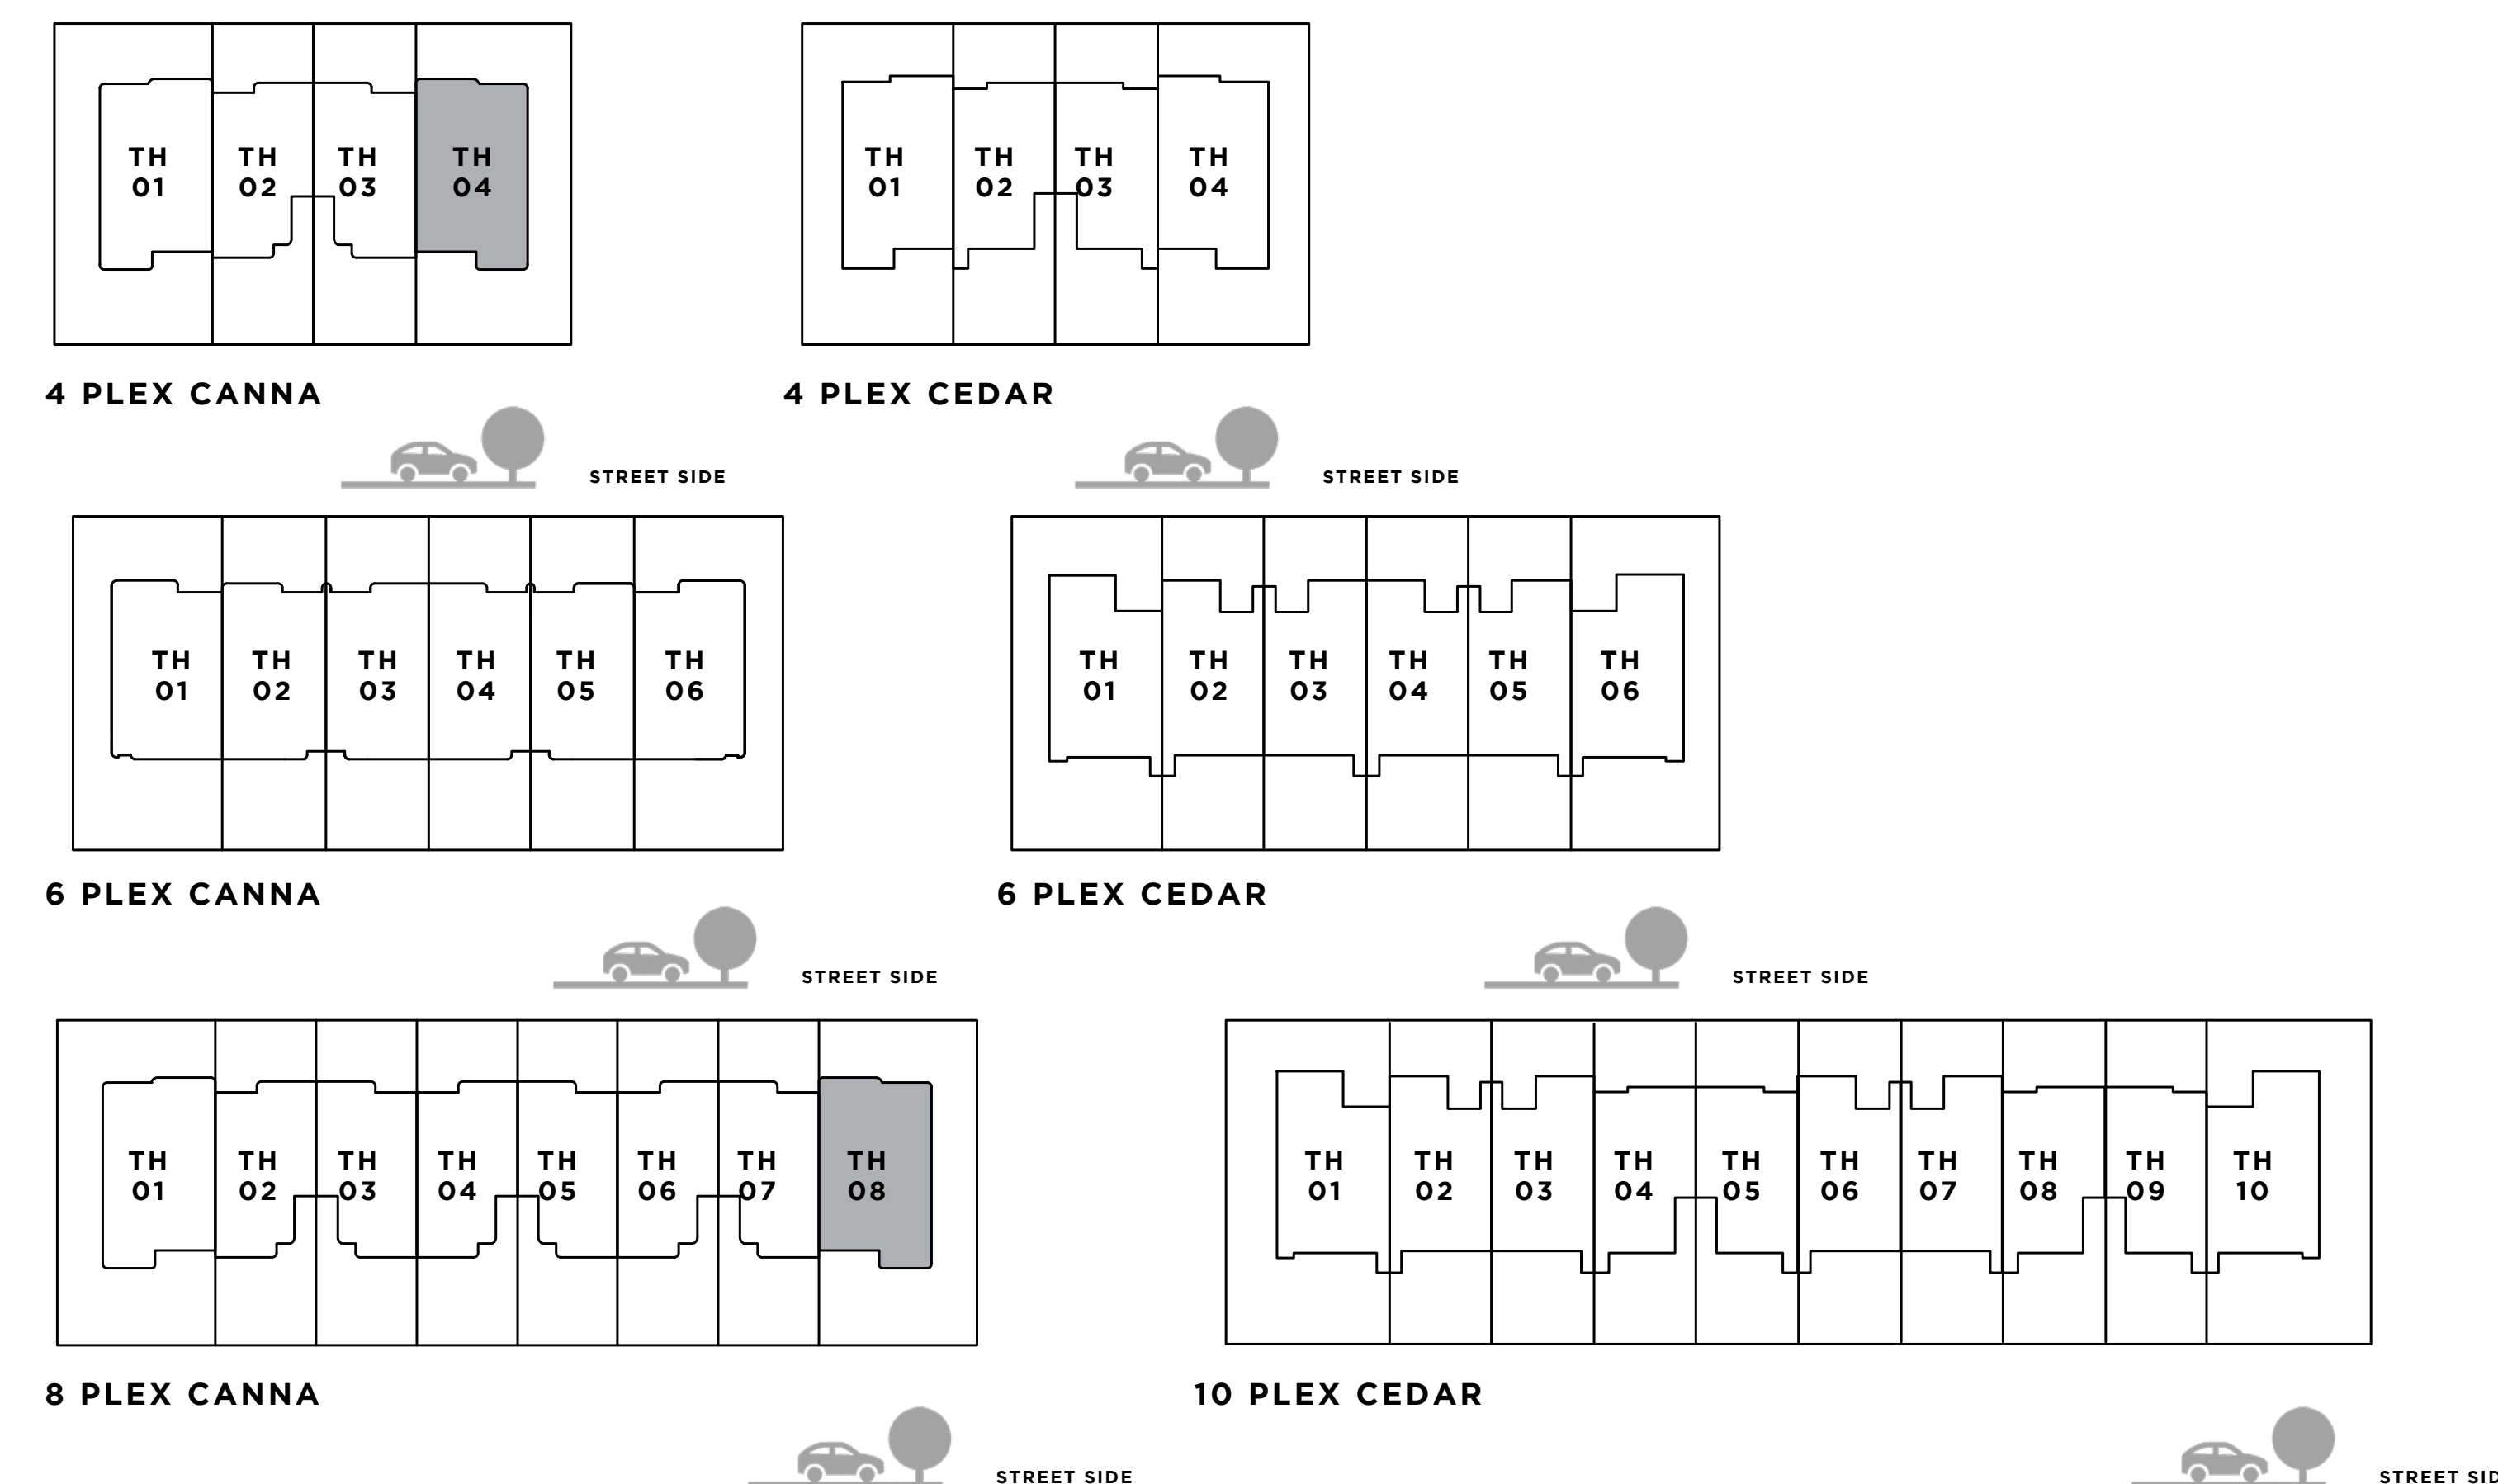 TH TH TH TH
01 02 03 04
TH TH TH TH
01 02 03 04
4 PLEX CANNA
4 PLEX CEDAR
STREET SIDE
STREET SIDE
TH TH TH TH TH TH
01 02 03 04 05 06
TH TH TH TH TH TH
01 02 03 04 05 06
6 PLEX CANNA
6 PLEX CEDAR
STREET SIDE
STREET SIDE
TH TH TH TH TH TH TH TH
01 02 03 04 05 06 07 08
TH TH TH TH TH TH TH TH TH TH
01 02 03 04 05 06 07 08 09 10
8 PLEX CANNA
10 PLEX CEDAR
STREET SIDE
STREET SID